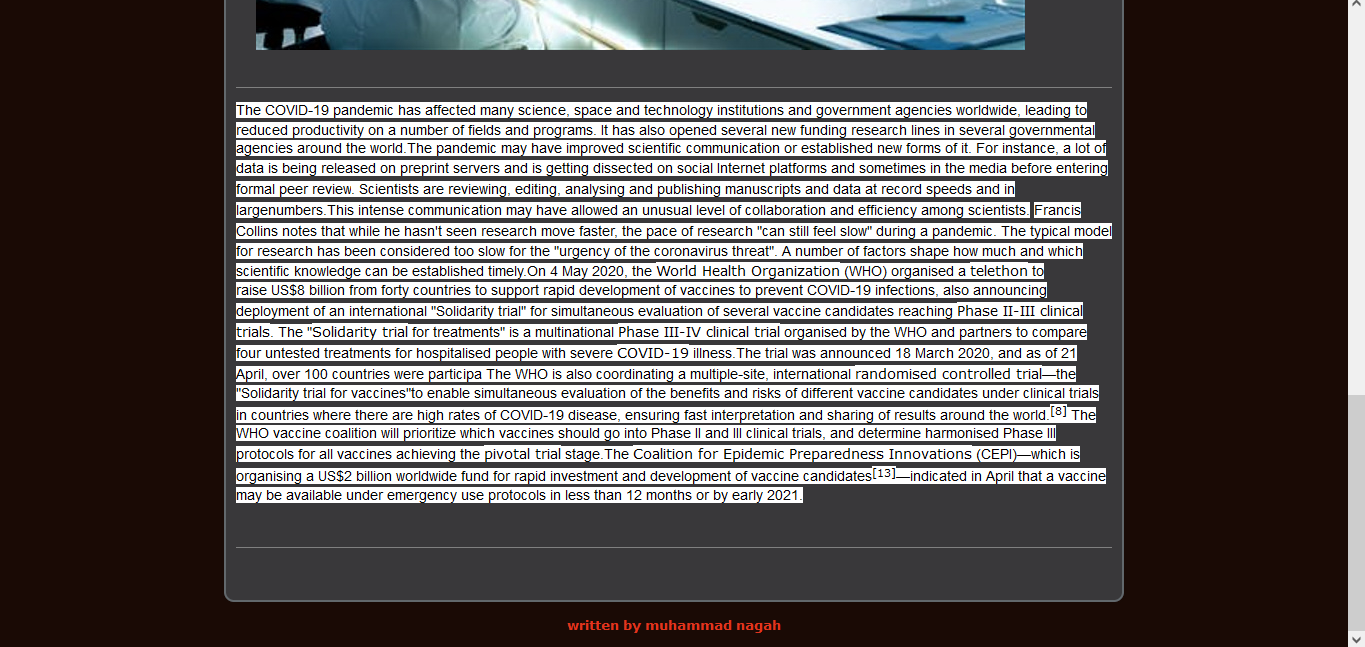 The COVID-19 pandemic has affected many science, space and technology institutions and government agencies worldwide, leading to
reduced productivity on a number of fields and programs. It has also opened several new funding research lines in several governmental
agencies around the world.The pandemic may have improved scientific communication or established new forms of it. For instance, a lot of
data is being released on preprint servers and is getting dissected on social Internet platforms and sometimes in the media before entering
formal peer review. Scientists are reviewing, editing, analysing and publishing manuscripts and data at record speeds and in
largenumbers.This intense communication may have allowed an unusual level of collaboration and efficiency among scientists. Francis
Collins notes that while he hasn't seen research move faster, the pace of research "can still feel slow" during a pandemic. The typical model
for research has been considered too slow for the "urgency of the coronavirus threat". A number of factors shape how much and which
scientific knowledge can be established timely.On 4 May 2020, the World Health Organization (WHO) organised a telethon to
raise US$8 billion from forty countries to support rapid development of vaccines to prevent COVID-19 infections, also announcing
deployment of an international "Solidarity trial" for simultaneous evaluation of several vaccine candidates reaching Phase II-III clinical
trials. The "Solidarity trial for treatments" is a multinational Phase III-IV clinical trial organised by the WHO and partners to compare
four untested treatments for hospitalised people with severe COVID-19 illness.The trial was announced 18 March 2020, and as of 21
April, over 100 countries were participa The WHO is also coordinating a multiple-site, international randomised controlled trial—the
"Solidarity trial for vaccines"to enable simultaneous evaluation of the benefits and risks of different vaccine candidates under clinical trials
in countries where there are high rates of COVID-19 disease, ensuring fast interpretation and sharing of results around the world.[8] The
WHO vaccine coalition will prioritize which vaccines should go into Phase II and III clinical trials, and determine harmonised Phase III
protocols for all vaccines achieving the pivotal trial stage.The Coalition for Epidemic Preparedness Innovations (CEPI)—which is
organising a US$2 billion worldwide fund for rapid investment and development of vaccine candidates[13]—indicated in April that a vaccine
may be available under emergency use protocols in less than 12 months or by early 2021.
written by muhammad nagah